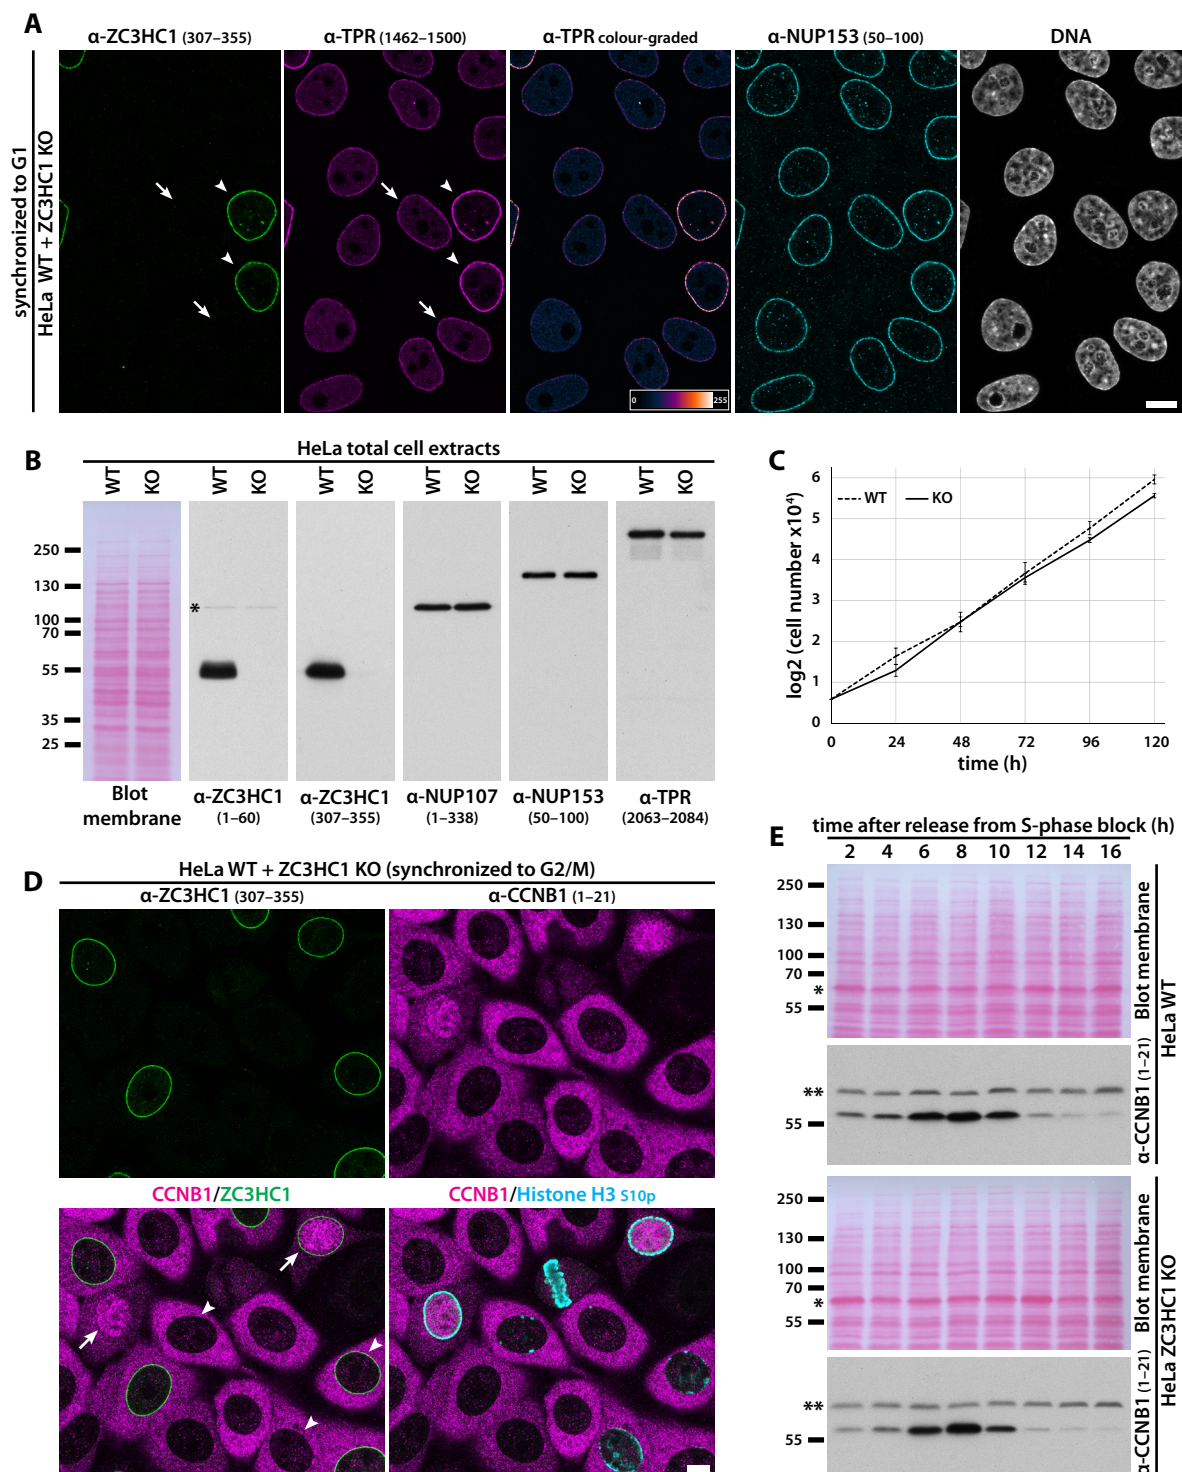 A
α-ZC3HC1 (307–355)
α-TPR (1462–1500)
α-TPR colour-graded
α-NUP153 (50–100)
DNA
synchronized to G1
HeLa WT + ZC3HC1 KO
0
255
B
HeLa total cell extracts
WT
KO
WT
KO
WT
KO
WT
KO
WT
KO
WT
KO
250
130
100
70
55
35
25
*
Blot
membrane
α-ZC3HC1
(1–60)
α-ZC3HC1
(307–355)
α-NUP107
(1–338)
α-NUP153
(50–100)
α-TPR
(2063–2084)
C
log2 (cell number x10⁴)
6
5
4
3
2
1
0
WT
KO
0
24
48
72
96
120
time (h)
D
HeLa WT + ZC3HC1 KO (synchronized to G2/M)
α-ZC3HC1 (307–355)
α-CCNB1 (1–21)
CCNB1/ZC3HC1
CCNB1/Histone H3 S10p
E
time after release from S-phase block (h)
2 4 6 8 10 12 14 16
250
130
100
70
*
55
Blot membrane
**
55
α-CCNB1 (1–21)
HeLa WT
250
130
100
70
*
55
Blot membrane
**
55
α-CCNB1 (1–21)
HeLa ZC3HC1 KO